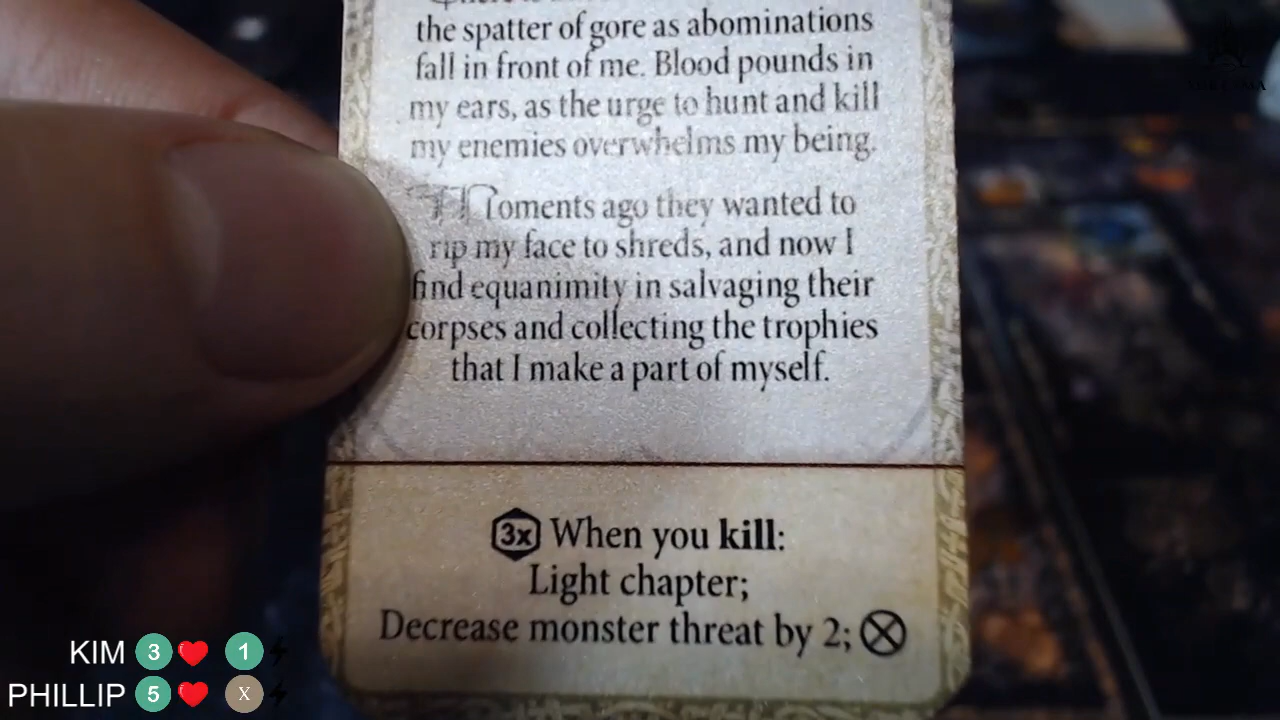 the spatter of gore as abominations
fall in front of me. Blood pounds in
my ears, as the urge to hunt and kill
my enemies overwhelms my being.
Moments ago they wanted to
rip my face to shreds, and now I
find equanimity in salvaging their
corpses and collecting the trophies
that I make a part of myself.
3x When you kill:
Light chapter;
Decrease monster threat by 2;
KIM 3 1
PHILLIP 5 X